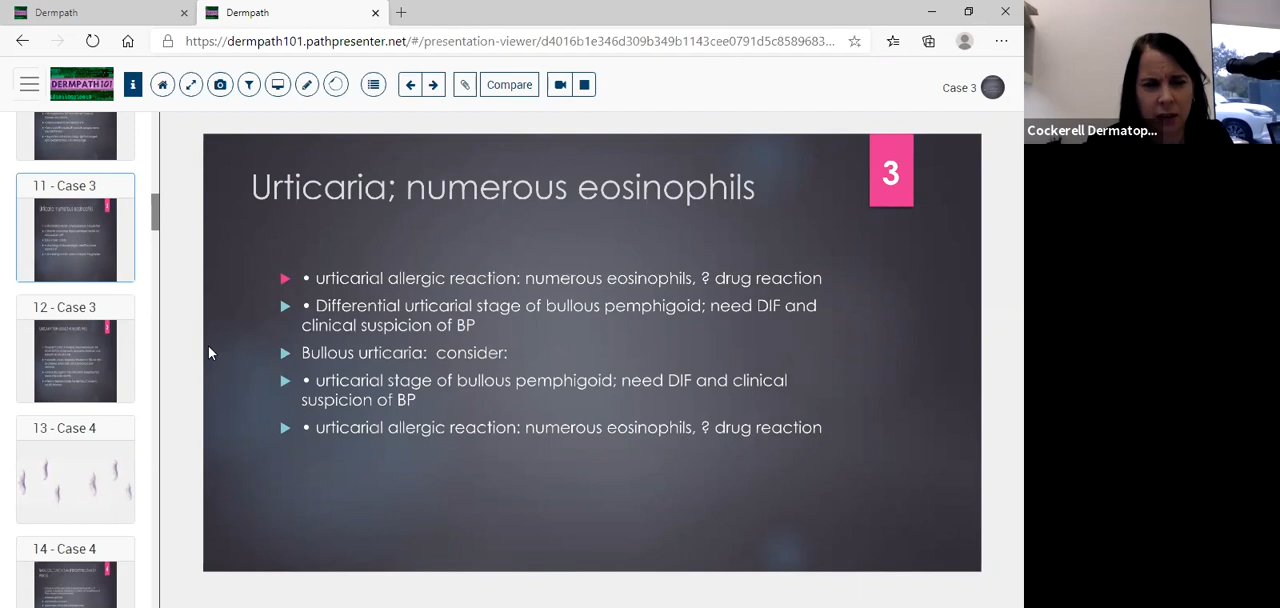 Dermpath
Dermpath
https://dermpath101.pathpresenter.net/#/presentation-viewer/d4016b1e346d309b349b1143cee0791d5c8589683...
DERMPATH 101
i
Compare
Case 3
Cockerell Dermatop...
11 - Case 3
12 - Case 3
13 - Case 4
14 - Case 4
3
Urticaria; numerous eosinophils
• urticarial allergic reaction: numerous eosinophils, ? drug reaction
• Differential urticarial stage of bullous pemphigoid; need DIF and
clinical suspicion of BP
Bullous urticaria: consider
• urticarial stage of bullous pemphigoid; need DIF and clinical
suspicion of BP
• urticarial allergic reaction: numerous eosinophils, ? drug reaction